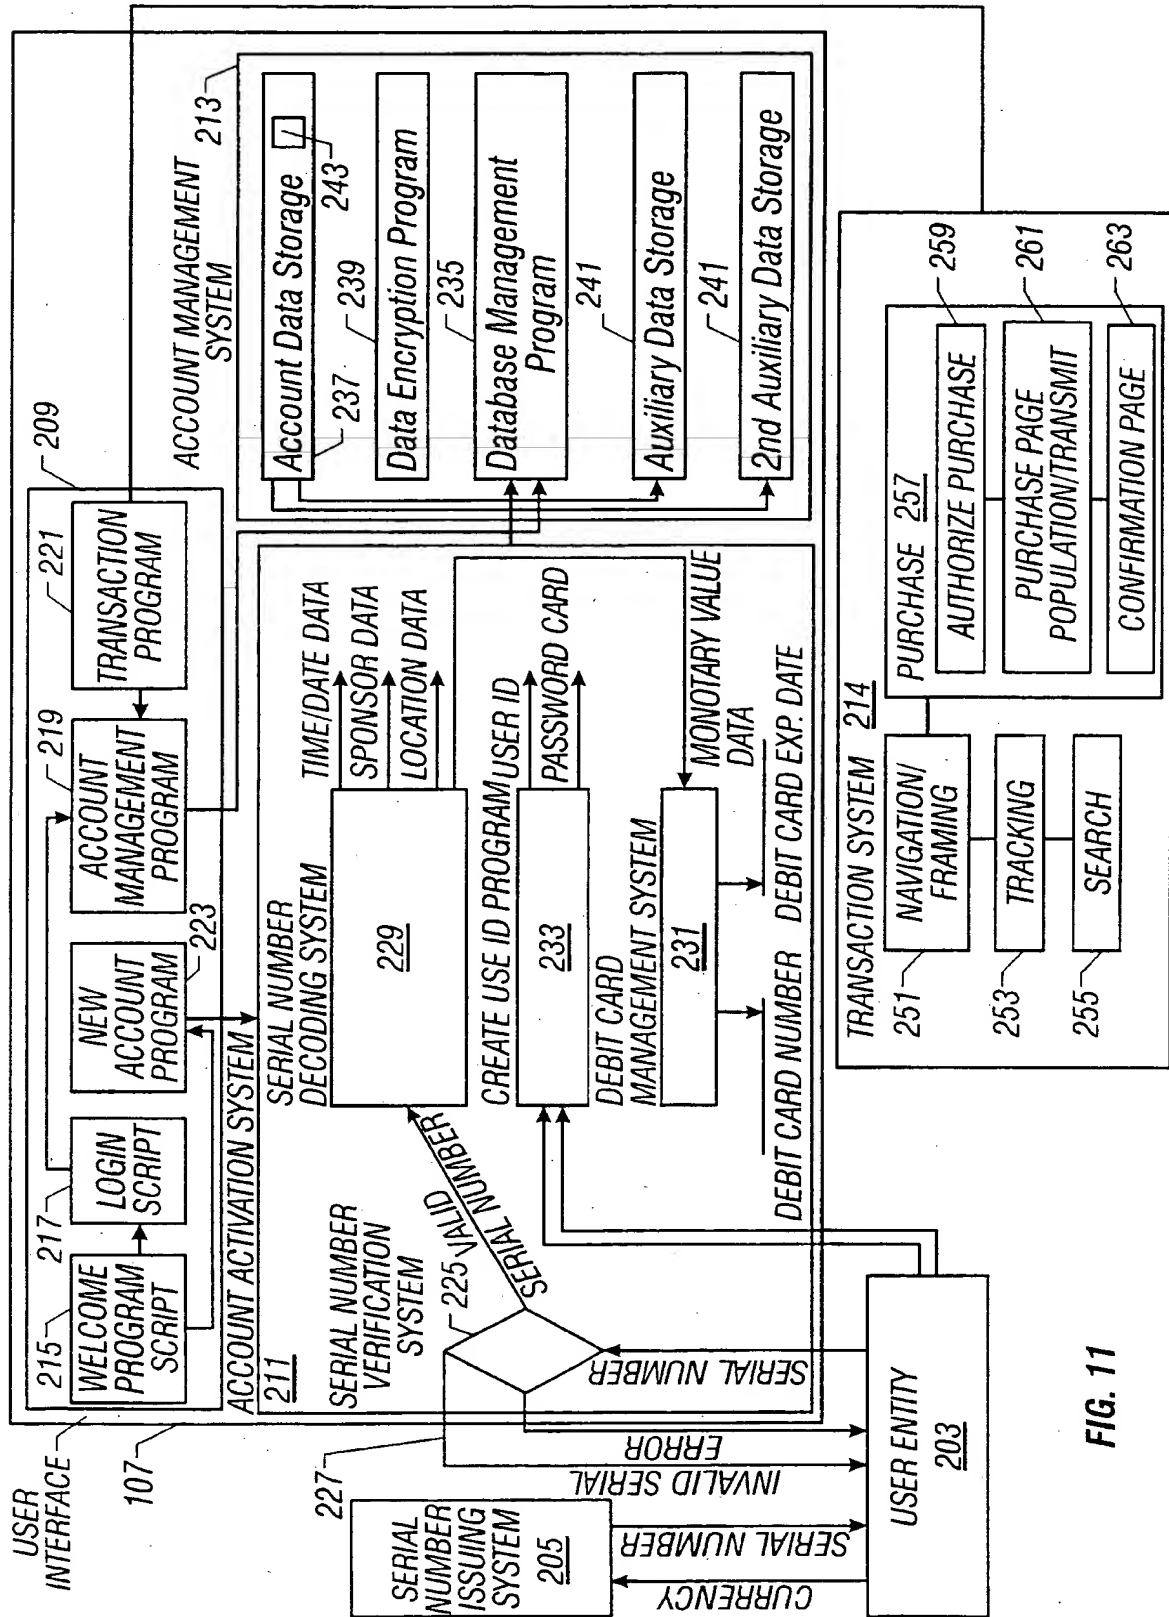 USER
INTERFACE
107
209
215
WELCOME
PROGRAM
SCRIPT
217
LOGIN
SCRIPT
NEW
ACCOUNT
PROGRAM
223
219
ACCOUNT
MANAGEMENT
PROGRAM
221
TRANSACTION
PROGRAM
ACCOUNT MANAGEMENT
SYSTEM
213
Account Data Storage
237
243
239
Data Encryption Program
235
Database Management
Program
241
Auxiliary Data Storage
241
2nd Auxiliary Data Storage
ACCOUNT ACTIVATION SYSTEM
211
SERIAL NUMBER
VERIFICATION
SYSTEM
225
VALID
SERIAL NUMBER
SERIAL NUMBER
DECODING SYSTEM
229
TIME/DATE DATA
SPONSOR DATA
LOCATION DATA
CREATE USE ID PROGRAM
233
USER ID
PASSWORD CARD
DEBIT CARD
MANAGEMENT SYSTEM
231
MONOTARY VALUE
DATA
DEBIT CARD NUMBER
DEBIT CARD EXP. DATE
227
SERIAL NUMBER
ERROR
INVALID SERIAL
SERIAL
NUMBER
ISSUING
SYSTEM
205
SERIAL NUMBER
CURRENCY
USER ENTITY
203
TRANSACTION SYSTEM 214
251
NAVIGATION/
FRAMING
253
TRACKING
255
SEARCH
PURCHASE 257
AUTHORIZE PURCHASE
259
PURCHASE PAGE
POPULATION/TRANSMIT
261
CONFIRMATION PAGE
263
FIG. 11